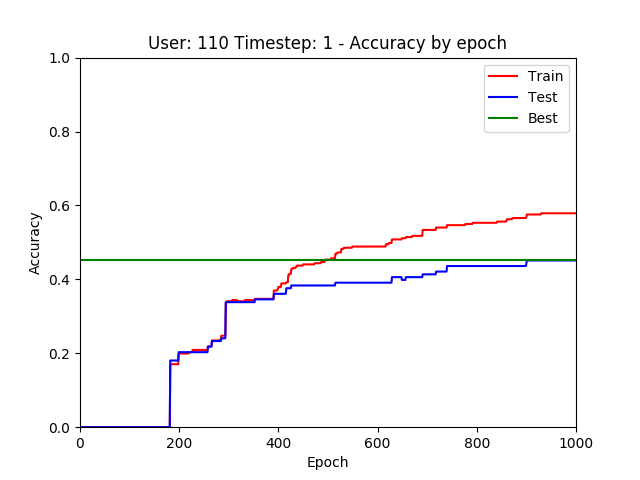 User: 110 Timestep: 1 - Accuracy by epoch
1.0
0.8
0.6
0.4
0.2
0.0
Accuracy
Train
Test
Best
0 200 400 600 800 1000
Epoch